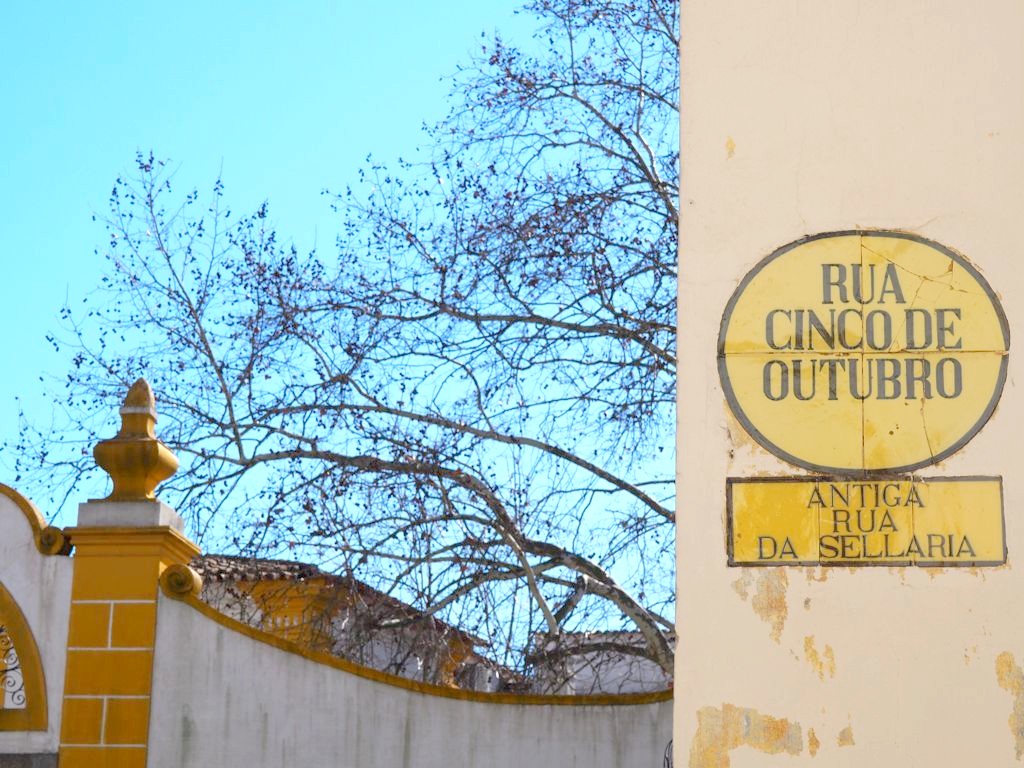 RUA
CINCO DE
OUTUBRO
ANTIGA
RUA
DA SELLARIA